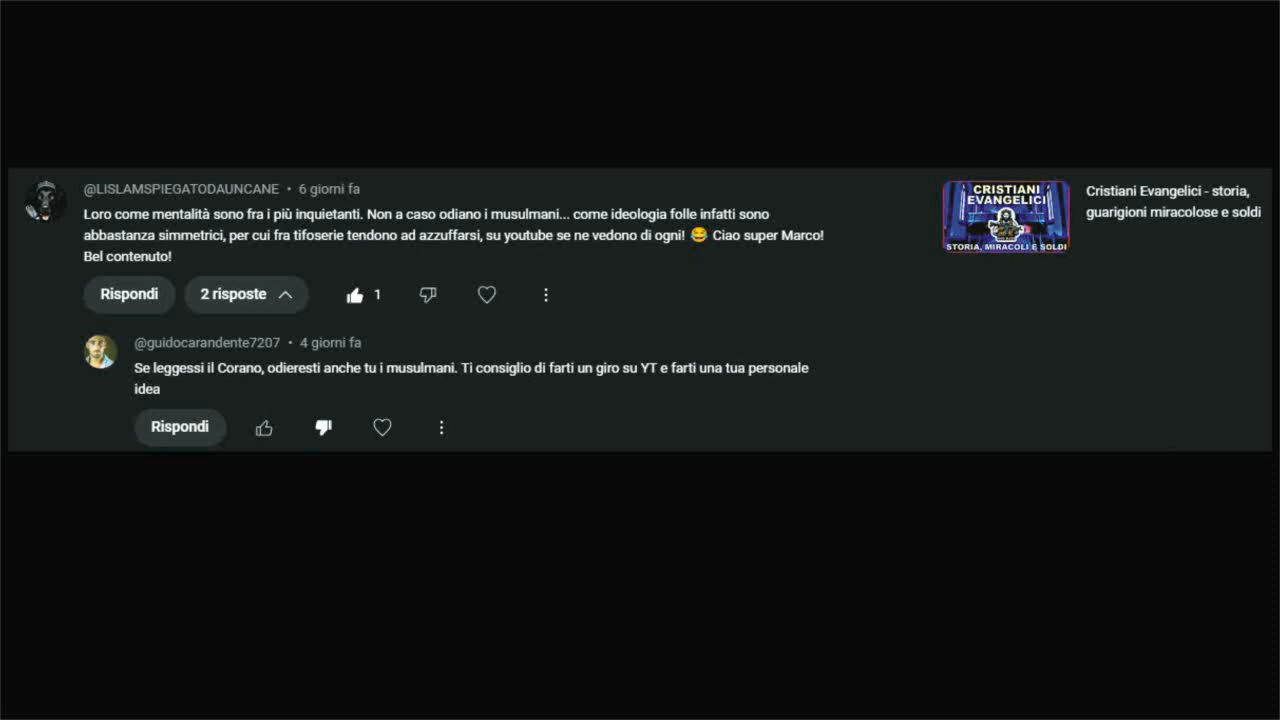 @LISLAMSPIEGATODAUNCANE • 6 giorni fa
Loro come mentalità sono fra i più inquietanti. Non a caso odiano i musulmani... come ideologia folle infatti sono
abbastanza simmetrici, per cui fra tifoserie tendono ad azzuffarsi, su youtube se ne vedono di ogni! 😂 Ciao super Marco!
Bel contenuto!
Rispondi
2 risposte
1
CRISTIANI
EVANGELICI
STORIA, MIRACOLI E SOLDI
Cristiani Evangelici - storia,
guarigioni miracolose e soldi
@guidocarandente7207 • 4 giorni fa
Se leggessi il Corano, odieresti anche tu i musulmani. Ti consiglio di farti un giro su YT e farti una tua personale
idea
Rispondi